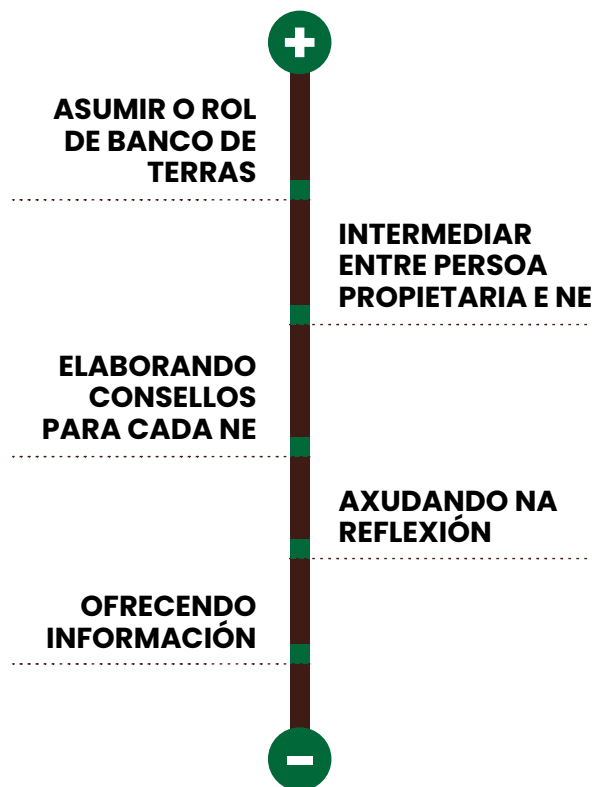 +
ASUMIR O ROL
DE BANCO DE
TERRAS
INTERMEDIAR
ENTRE PERSOA
PROPIETARIA E NE
ELABORANDO
CONSELLOS
PARA CADA NE
AXUDANDO NA
REFLEXIÓN
OFRECENDO
INFORMACIÓN
-